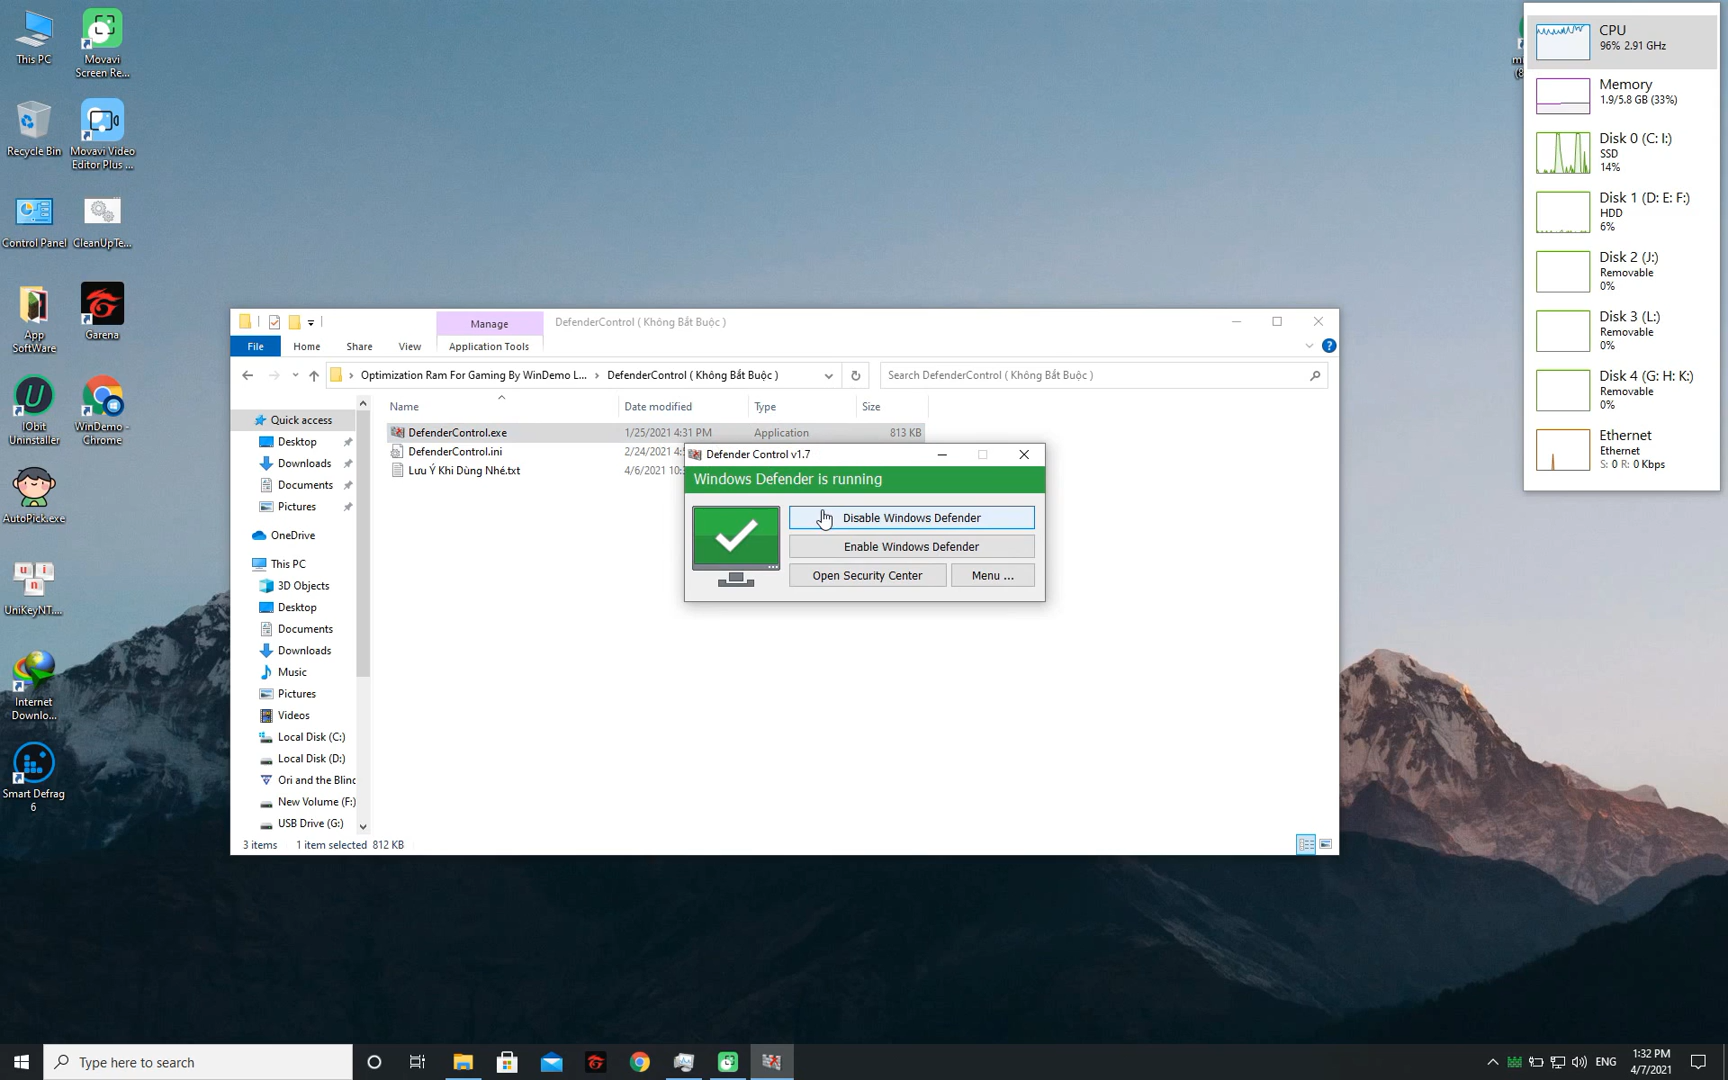 This PC
Movavi
Screen Re...
Recycle Bin
Movavi Video
Editor Plus ...
Control Panel
CleanUpTe...
App
SoftWare
Garena
IObit
Uninstaller
WinDemo -
Chrome
AutoPick.exe
UniKeyNT....
Internet
Downlo...
Smart Defrag
6
CPU
96% 2.91 GHz
Memory
1.9/5.8 GB (33%)
Disk 0 (C: I:)
SSD
14%
Disk 1 (D: E: F:)
HDD
6%
Disk 2 (J:)
Removable
0%
Disk 3 (L:)
Removable
0%
Disk 4 (G: H: K:)
Removable
0%
Ethernet
Ethernet
S: 0 R: 0 Kbps
Manage
DefenderControl ( Không Bắt Buộc )
File
Home
Share
View
Application Tools
Optimization Ram For Gaming By WinDemo L... > DefenderControl ( Không Bắt Buộc )
Search DefenderControl ( Không Bắt Buộc )
Name
Date modified
Type
Size
DefenderControl.exe
1/25/2021 4:31 PM
Application
813 KB
DefenderControl.ini
2/24/2021 4:
Lưu Ý Khi Dùng Nhé.txt
4/6/2021 10:
Quick access
Desktop
Downloads
Documents
Pictures
OneDrive
This PC
3D Objects
Desktop
Documents
Downloads
Music
Pictures
Videos
Local Disk (C:)
Local Disk (D:)
Ori and the Blind
New Volume (F:)
USB Drive (G:)
3 items
1 item selected 812 KB
Defender Control v1.7
Windows Defender is running
Disable Windows Defender
Enable Windows Defender
Open Security Center
Menu ...
Type here to search
ENG
1:32 PM
4/7/2021